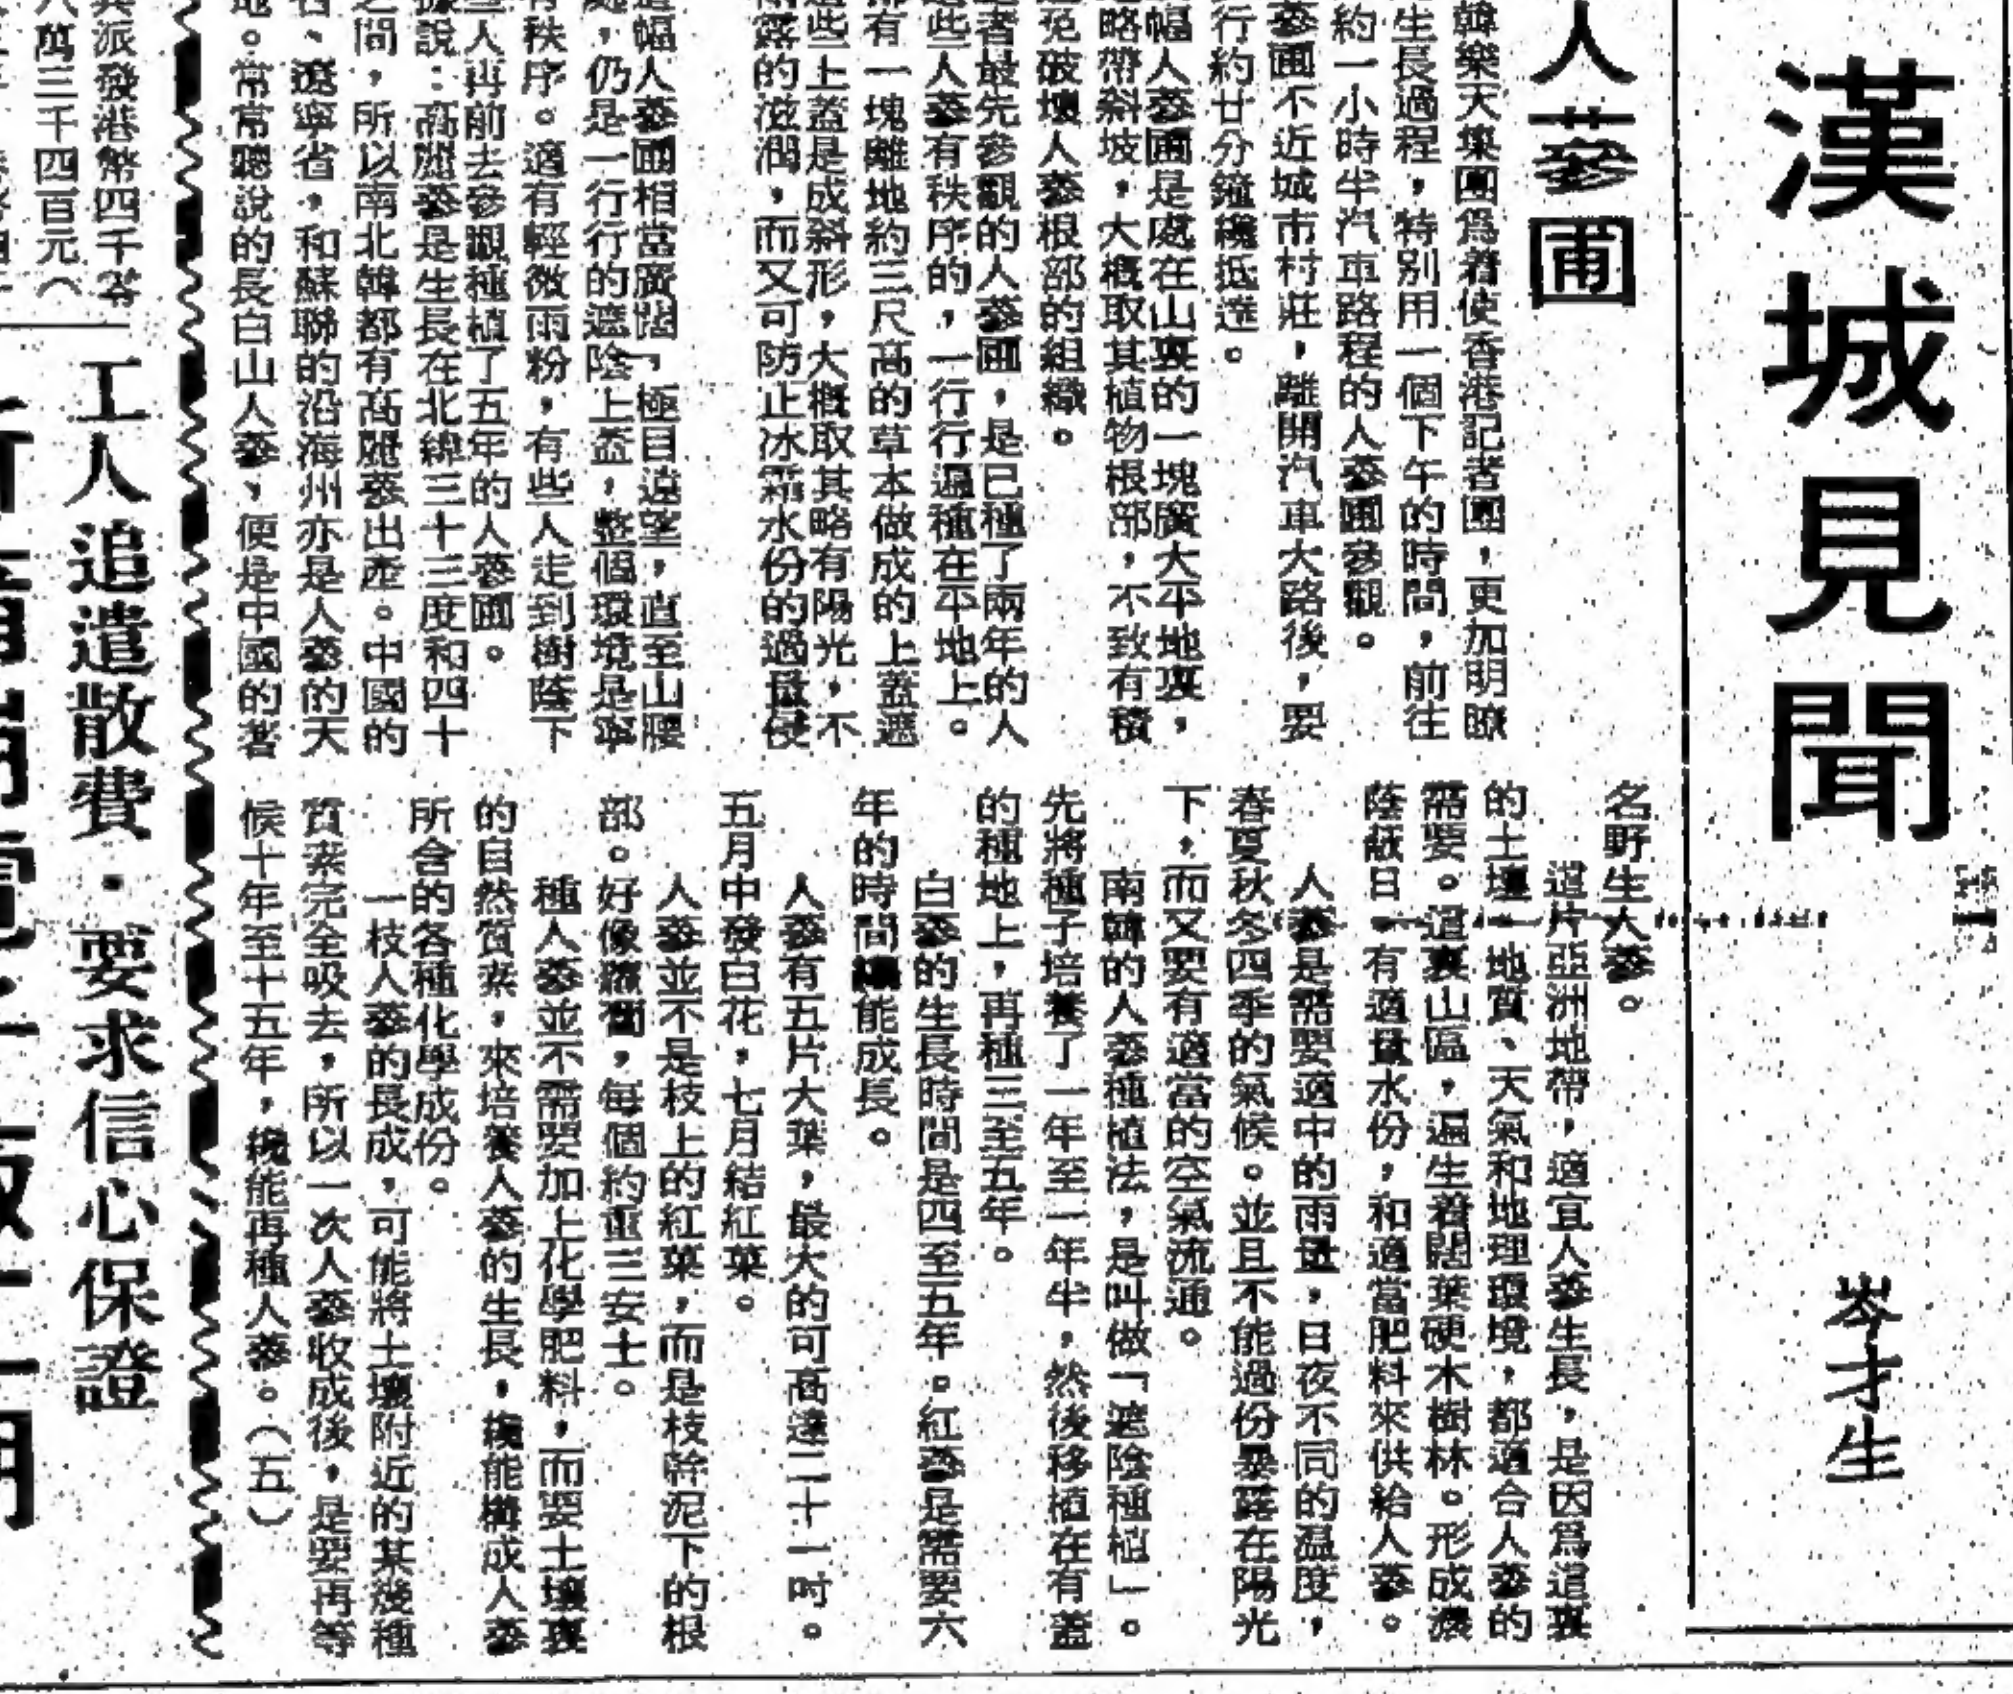 漢城見聞
岑才生
人蔘圃
韓樂天集團爲着使香港記者團，更加明瞭
生長過程，特別用一個下午的時間，前往
約一小時半汽車路程的人蔘圃參觀。
蔘圃不近城市村莊，離開汽車大路後，要
行約廿分鐘纔抵達。
幅人蔘圃是處在山裏的一塊廣大平地裏，
略帶斜坡，大概取其植物根部，不致有積
免破壞人蔘根部的組織。
者最先參觀的人蔘圃，是已種了兩年的人
些人蔘有秩序的，一行行遍種在平地上。
有一塊離地約三尺高的草本做成的上蓋遮
些上蓋是成斜形，大概取其略有陽光，不
露的滋潤，而又可防止冰霜水份的過量侵
這幅人蔘圃相當廣闊，極目遠望，直至山腰
處，仍是一行行的遮陰上蓋，整個環境是寧
有秩序。適有輕微雨粉，有些人走到樹蔭下
些人再前去參觀種植了五年的人蔘圃。
據說：高麗蔘是生長在北緯三十三度和四十
之間，所以南北韓都有高麗蔘出產。中國的
、遼寧省，和蘇聯的沿海州亦是人蔘的天
地。常常聽說的長白山人蔘、便是中國的著
名野生人蔘。
這片亞洲地帶，適宜人蔘生長，是因爲這裏
的土壤、地質、天氣和地理環境，都適合人蔘的
需要。這裏山區，遍生着闊葉硬木樹林。形成濃
蔭蔽日，有適量水份，和適當肥料來供給人蔘。
人蔘是需要適中的雨量，日夜不同的溫度，
春夏秋冬四季的氣候。並且不能過份暴露在陽光
下，而又要有適當的空氣流通。
南韓的人蔘種植法，是叫做「遮陰種植」。
先將種子培養了一年至一年半，然後移植在有蓋
的種地上，再種三至五年。
白蔘的生長時間是四至五年。紅蔘是需要六
年的時間纔能成長。
人蔘有五片大葉，最大的可高達二十一吋。
五月中發白花，七月結紅菓。
人蔘並不是枝上的紅菓，而是枝幹泥下的根
部。好像蘿蔔，每個約重三安士。
種人蔘並不需要加上化學肥料，而要土壤裏
的自然質素，來培養人蔘的生長，纔能構成人蔘
所含的各種化學成份。
一枝人蔘的長成，可能將土壤附近的某幾種
質素完全吸去，所以一次人蔘收成後，是要再等
候十年至十五年，纔能再種人蔘。（五）
工人追遣散費．要求信心保證
派發港幣四千零
萬三千四百元（